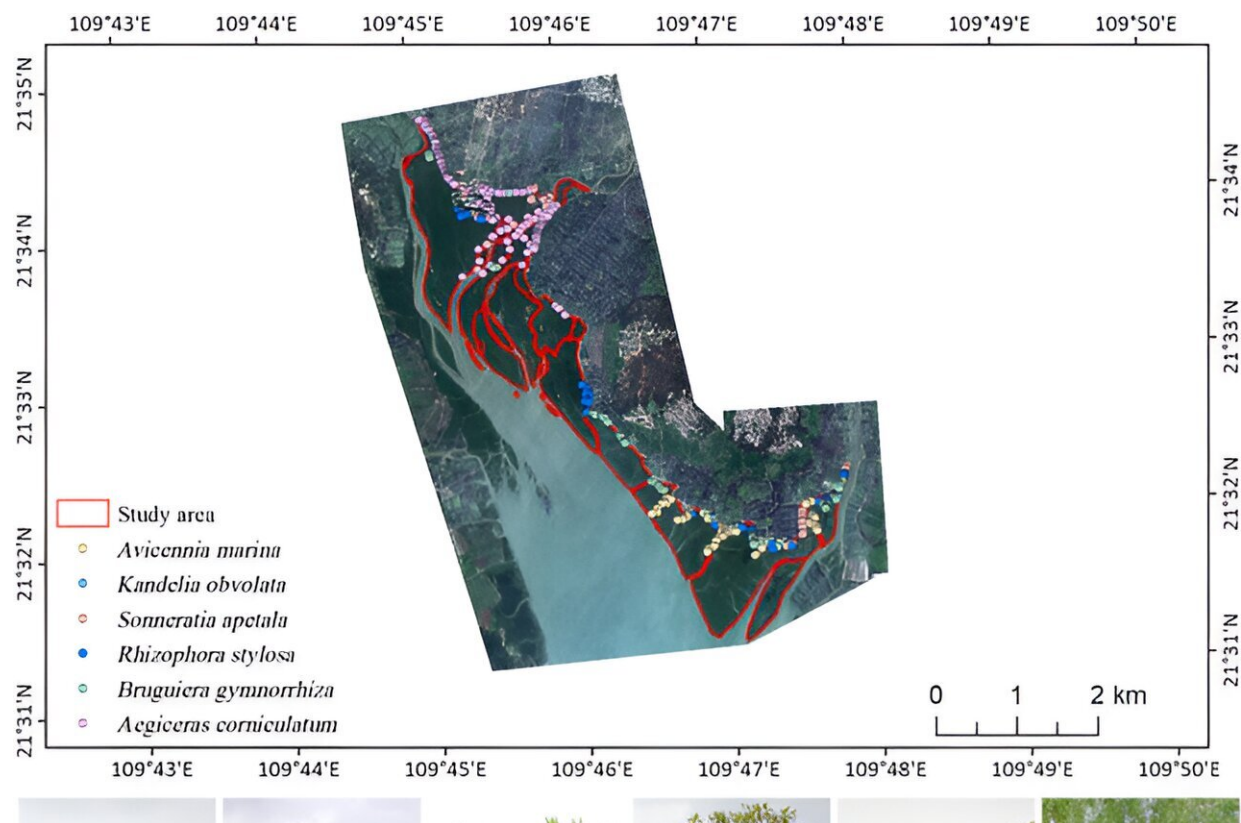 109°43'E 109°44'E 109°45'E 109°46'E 109°47'E 109°48'E 109°49'E 109°50'E
21°35'N
21°34'N
21°34'N
21°33'N
21°33'N
21°32'N
21°32'N
21°31'N
21°31'N
Study area
Avicennia marina
Kandelia obvolata
Sonneratia apetala
Rhizophora stylosa
Bruguiera gymnorrhiza
Aegiceras corniculatum
0 1 2 km
109°43'E 109°44'E 109°45'E 109°46'E 109°47'E 109°48'E 109°49'E 109°50'E